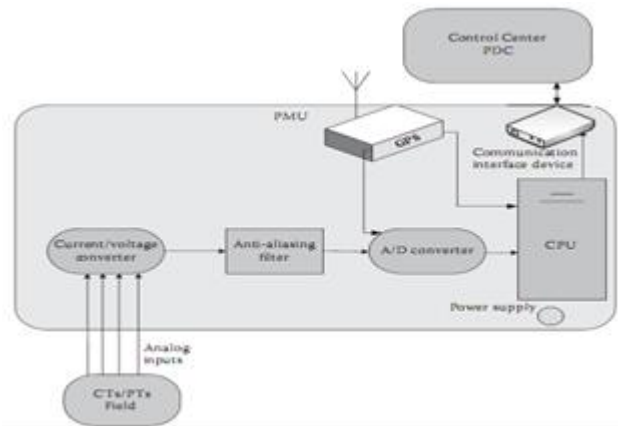 Control Center
PDC
PMU
GPS
Communication
interface device
Current/voltage
converter
Anti-aliasing
filter
A/D converter
CPU
Power supply
Analog
inputs
CTs/PTs
Field